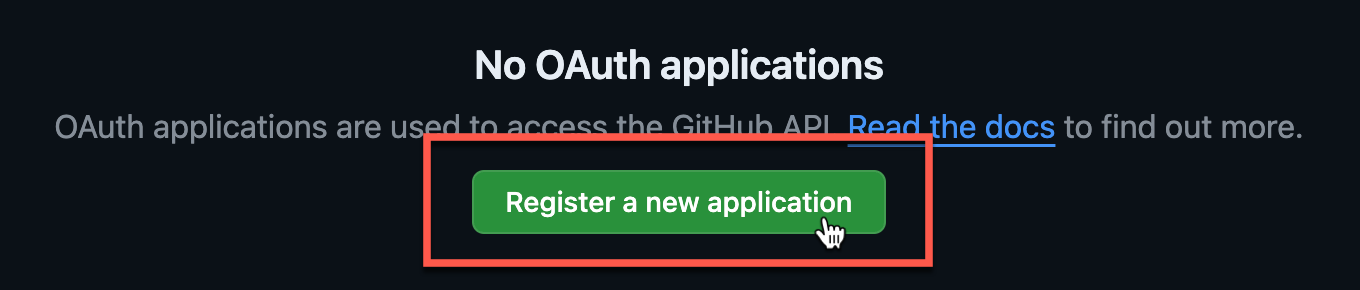 No OAuth applications
OAuth applications are used to access the GitHub API. Read the docs to find out more.
Register a new application